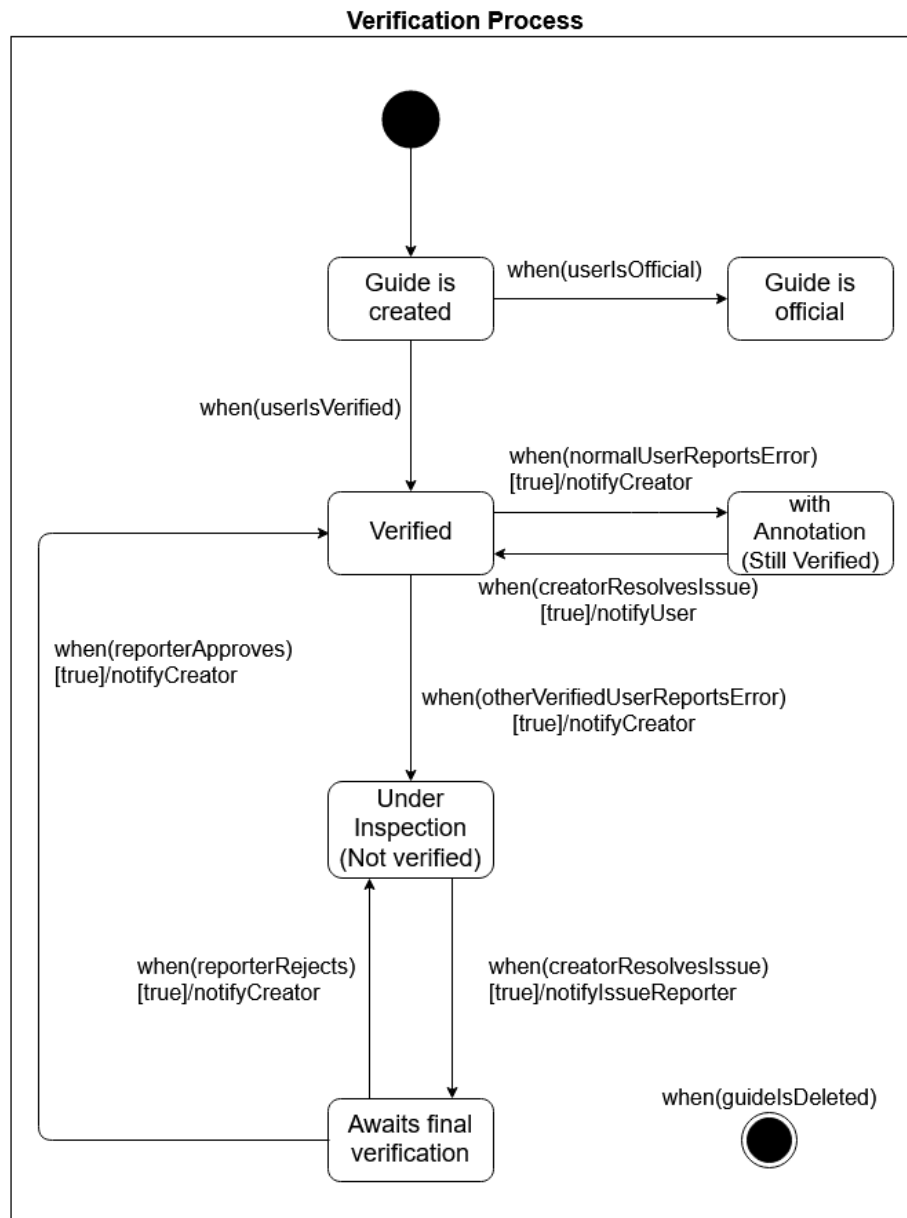 Verification Process
Guide is
created
when(userIsOfficial)
Guide is
official
when(userIsVerified)
when(normalUserReportsError)
[true]/notifyCreator
Verified
with
Annotation
(Still Verified)
when(creatorResolvesIssue)
[true]/notifyUser
when(reporterApproves)
[true]/notifyCreator
when(otherVerifiedUserReportsError)
[true]/notifyCreator
Under
Inspection
(Not verified)
when(reporterRejects)
[true]/notifyCreator
when(creatorResolvesIssue)
[true]/notifyIssueReporter
Awaits final
verification
when(guideIsDeleted)